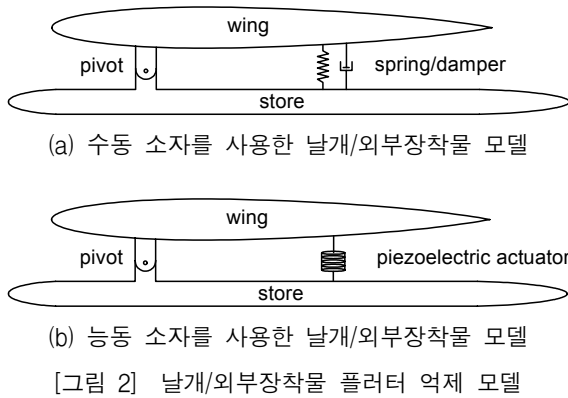 wing
pivot
spring/damper
store
(a) 수동 소자를 사용한 날개/외부장착물 모델
wing
pivot
piezoelectric actuator
store
(b) 능동 소자를 사용한 날개/외부장착물 모델
[그림 2] 날개/외부장착물 플러터 억제 모델